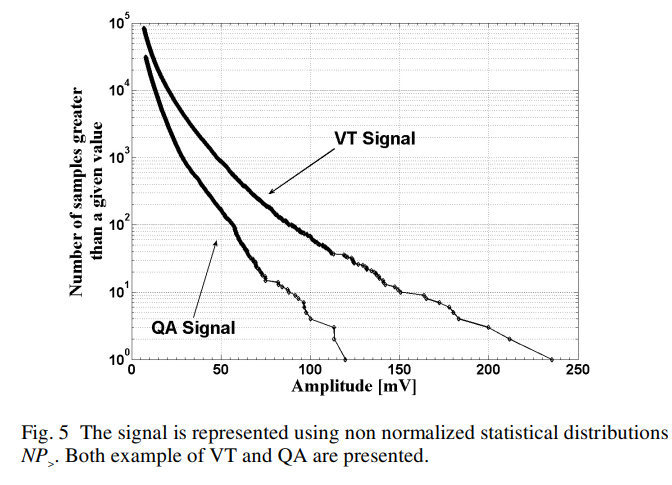 10^5
10^4
10^3
10^2
10^1
10^0
Number of samples greater
than a given value
VT Signal
QA Signal
0 50 100 150 200 250
Amplitude [mV]
Fig. 5 The signal is represented using non normalized statistical distributions
NP>. Both example of VT and QA are presented.